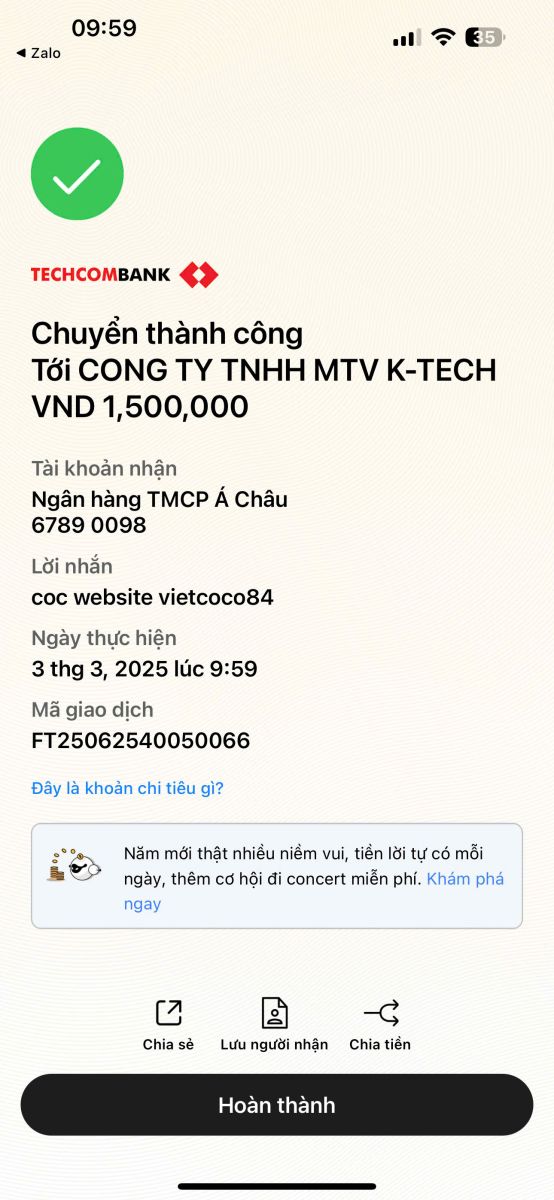 09:59
35
◀ Zalo
TECHCOMBANK
Chuyển thành công
Tới CONG TY TNHH MTV K-TECH
VND 1,500,000
Tài khoản nhận
Ngân hàng TMCP Á Châu
6789 0098
Lời nhắn
coc website vietcoco84
Ngày thực hiện
3 thg 3, 2025 lúc 9:59
Mã giao dịch
FT25062540050066
Đây là khoản chi tiêu gì?
Năm mới thật nhiều niềm vui, tiền lời tự có mỗi
ngày, thêm cơ hội đi concert miễn phí. Khám phá
ngay
Chia sẻ
Lưu người nhận
Chia tiền
Hoàn thành